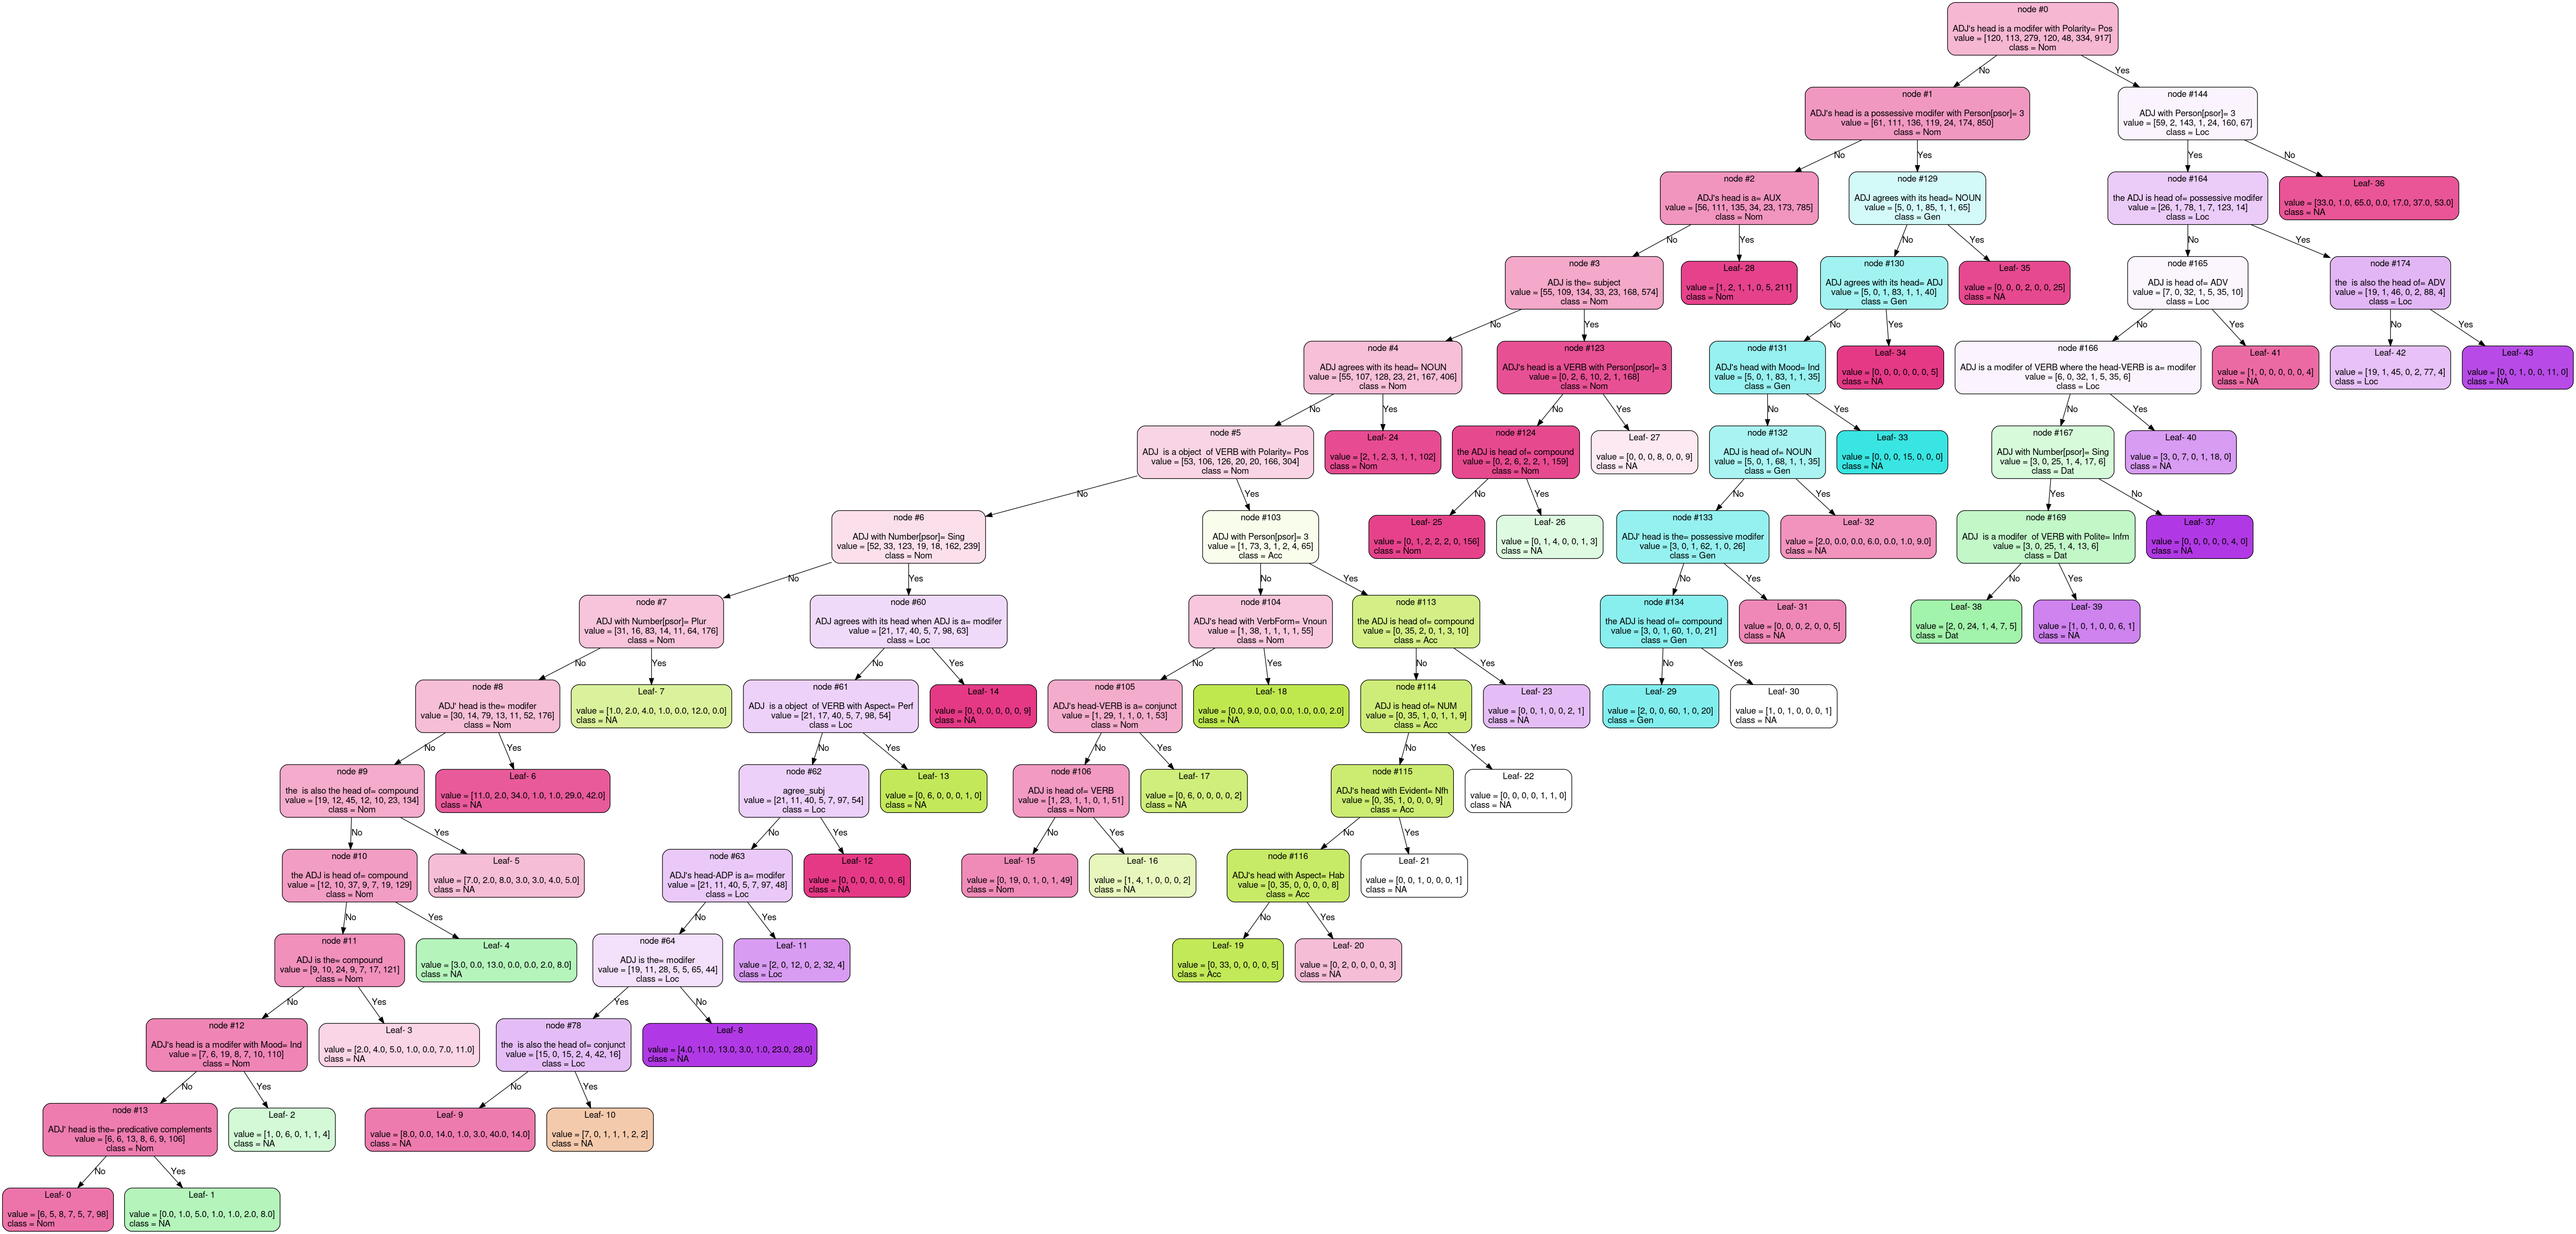 node #0
ADJ's head is a modifer with Polarity= Pos
value = [120, 113, 279, 120, 48, 334, 917]
class = Nom
No
Yes
node #1
ADJ's head is a possessive modifer with Person[psor]= 3
value = [61, 111, 136, 119, 24, 174, 850]
class = Nom
node #144
ADJ with Person[psor]= 3
value = [59, 2, 143, 1, 24, 160, 67]
class = Loc
No
Yes
Yes
No
node #2
ADJ's head is a= AUX
value = [56, 111, 135, 34, 23, 173, 785]
class = Nom
node #129
ADJ agrees with its head= NOUN
value = [5, 0, 1, 85, 1, 1, 65]
class = Gen
node #164
the ADJ is head of= possessive modifer
value = [26, 1, 78, 1, 7, 123, 14]
class = Loc
Leaf- 36
value = [33.0, 1.0, 65.0, 0.0, 17.0, 37.0, 53.0]
class = NA
No
Yes
No
Yes
No
Yes
node #3
ADJ is the= subject
value = [55, 109, 134, 33, 23, 168, 574]
class = Nom
Leaf- 28
value = [1, 2, 1, 1, 0, 5, 211]
class = Nom
node #130
ADJ agrees with its head= ADJ
value = [5, 0, 1, 83, 1, 1, 40]
class = Gen
Leaf- 35
value = [0, 0, 0, 2, 0, 0, 25]
class = NA
node #165
ADJ is head of= ADV
value = [7, 0, 32, 1, 5, 35, 10]
class = Loc
node #174
the  is also the head of= ADV
value = [19, 1, 46, 0, 2, 88, 4]
class = Loc
No
Yes
No
Yes
No
Yes
No
Yes
node #4
ADJ agrees with its head= NOUN
value = [55, 107, 128, 23, 21, 167, 406]
class = Nom
node #123
ADJ's head is a VERB with Person[psor]= 3
value = [0, 2, 6, 10, 2, 1, 168]
class = Nom
node #131
ADJ's head with Mood= Ind
value = [5, 0, 1, 83, 1, 1, 35]
class = Gen
Leaf- 34
value = [0, 0, 0, 0, 0, 0, 5]
class = NA
node #166
ADJ is a modifer of VERB where the head-VERB is a= modifer
value = [6, 0, 32, 1, 5, 35, 6]
class = Loc
Leaf- 41
value = [1, 0, 0, 0, 0, 0, 4]
class = NA
Leaf- 42
value = [19, 1, 45, 0, 2, 77, 4]
class = Loc
Leaf- 43
value = [0, 0, 1, 0, 0, 11, 0]
class = NA
No
Yes
No
Yes
No
Yes
No
Yes
node #5
ADJ  is a object  of VERB with Polarity= Pos
value = [53, 106, 126, 20, 20, 166, 304]
class = Nom
Leaf- 24
value = [2, 1, 2, 3, 1, 1, 102]
class = Nom
node #124
the ADJ is head of= compound
value = [0, 2, 6, 2, 2, 1, 159]
class = Nom
Leaf- 27
value = [0, 0, 0, 8, 0, 0, 9]
class = NA
node #132
ADJ is head of= NOUN
value = [5, 0, 1, 68, 1, 1, 35]
class = Gen
Leaf- 33
value = [0, 0, 0, 15, 0, 0, 0]
class = NA
node #167
ADJ with Number[psor]= Sing
value = [3, 0, 25, 1, 4, 17, 6]
class = Dat
Leaf- 40
value = [3, 0, 7, 0, 1, 18, 0]
class = NA
No
Yes
No
Yes
No
Yes
Yes
No
node #6
ADJ with Number[psor]= Sing
value = [52, 33, 123, 19, 18, 162, 239]
class = Nom
node #103
ADJ with Person[psor]= 3
value = [1, 73, 3, 1, 2, 4, 65]
class = Acc
Leaf- 25
value = [0, 1, 2, 2, 2, 0, 156]
class = Nom
Leaf- 26
value = [0, 1, 4, 0, 0, 1, 3]
class = NA
node #133
ADJ' head is the= possessive modifer
value = [3, 0, 1, 62, 1, 0, 26]
class = Gen
Leaf- 32
value = [2.0, 0.0, 0.0, 6.0, 0.0, 1.0, 9.0]
class = NA
node #169
ADJ  is a modifer  of VERB with Polite= Infm
value = [3, 0, 25, 1, 4, 13, 6]
class = Dat
Leaf- 37
value = [0, 0, 0, 0, 0, 4, 0]
class = NA
No
Yes
No
Yes
No
Yes
No
Yes
node #7
ADJ with Number[psor]= Plur
value = [31, 16, 83, 14, 11, 64, 176]
class = Nom
node #60
ADJ agrees with its head when ADJ is a= modifer
value = [21, 17, 40, 5, 7, 98, 63]
class = Loc
node #104
ADJ's head with VerbForm= Vnoun
value = [1, 38, 1, 1, 1, 1, 55]
class = Nom
node #113
the ADJ is head of= compound
value = [0, 35, 2, 0, 1, 3, 10]
class = Acc
node #134
the ADJ is head of= compound
value = [3, 0, 1, 60, 1, 0, 21]
class = Gen
Leaf- 31
value = [0, 0, 0, 2, 0, 0, 5]
class = NA
Leaf- 38
value = [2, 0, 24, 1, 4, 7, 5]
class = Dat
Leaf- 39
value = [1, 0, 1, 0, 0, 6, 1]
class = NA
No
Yes
No
Yes
No
Yes
No
Yes
No
Yes
node #8
ADJ' head is the= modifer
value = [30, 14, 79, 13, 11, 52, 176]
class = Nom
Leaf- 7
value = [1.0, 2.0, 4.0, 1.0, 0.0, 12.0, 0.0]
class = NA
node #61
ADJ  is a object  of VERB with Aspect= Perf
value = [21, 17, 40, 5, 7, 98, 54]
class = Loc
Leaf- 14
value = [0, 0, 0, 0, 0, 0, 9]
class = NA
node #105
ADJ's head-VERB is a= conjunct
value = [1, 29, 1, 1, 0, 1, 53]
class = Nom
Leaf- 18
value = [0.0, 9.0, 0.0, 0.0, 1.0, 0.0, 2.0]
class = NA
node #114
ADJ is head of= NUM
value = [0, 35, 1, 0, 1, 1, 9]
class = Acc
Leaf- 23
value = [0, 0, 1, 0, 0, 2, 1]
class = NA
Leaf- 29
value = [2, 0, 0, 60, 1, 0, 20]
class = Gen
Leaf- 30
value = [1, 0, 1, 0, 0, 0, 1]
class = NA
No
Yes
No
Yes
No
Yes
No
Yes
node #9
the  is also the head of= compound
value = [19, 12, 45, 12, 10, 23, 134]
class = Nom
Leaf- 6
value = [11.0, 2.0, 34.0, 1.0, 1.0, 29.0, 42.0]
class = NA
node #62
agree_subj
value = [21, 11, 40, 5, 7, 97, 54]
class = Loc
Leaf- 13
value = [0, 6, 0, 0, 0, 1, 0]
class = NA
node #106
ADJ is head of= VERB
value = [1, 23, 1, 1, 0, 1, 51]
class = Nom
Leaf- 17
value = [0, 6, 0, 0, 0, 0, 2]
class = NA
node #115
ADJ's head with Evident= Nfh
value = [0, 35, 1, 0, 0, 0, 9]
class = Acc
Leaf- 22
value = [0, 0, 0, 0, 1, 1, 0]
class = NA
No
Yes
No
Yes
No
Yes
No
Yes
node #10
the ADJ is head of= compound
value = [12, 10, 37, 9, 7, 19, 129]
class = Nom
Leaf- 5
value = [7.0, 2.0, 8.0, 3.0, 3.0, 4.0, 5.0]
class = NA
node #63
ADJ's head-ADP is a= modifer
value = [21, 11, 40, 5, 7, 97, 48]
class = Loc
Leaf- 12
value = [0, 0, 0, 0, 0, 0, 6]
class = NA
Leaf- 15
value = [0, 19, 0, 1, 0, 1, 49]
class = Nom
Leaf- 16
value = [1, 4, 1, 0, 0, 0, 2]
class = NA
node #116
ADJ's head with Aspect= Hab
value = [0, 35, 0, 0, 0, 0, 8]
class = Acc
Leaf- 21
value = [0, 0, 1, 0, 0, 0, 1]
class = NA
No
Yes
No
Yes
No
Yes
node #11
ADJ is the= compound
value = [9, 10, 24, 9, 7, 17, 121]
class = Nom
Leaf- 4
value = [3.0, 0.0, 13.0, 0.0, 0.0, 2.0, 8.0]
class = NA
node #64
ADJ is the= modifer
value = [19, 11, 28, 5, 5, 65, 44]
class = Loc
Leaf- 11
value = [2, 0, 12, 0, 2, 32, 4]
class = Loc
Leaf- 19
value = [0, 33, 0, 0, 0, 0, 5]
class = Acc
Leaf- 20
value = [0, 2, 0, 0, 0, 0, 3]
class = NA
No
Yes
Yes
No
node #12
ADJ's head is a modifer with Mood= Ind
value = [7, 6, 19, 8, 7, 10, 110]
class = Nom
Leaf- 3
value = [2.0, 4.0, 5.0, 1.0, 0.0, 7.0, 11.0]
class = NA
node #78
the  is also the head of= conjunct
value = [15, 0, 15, 2, 4, 42, 16]
class = Loc
Leaf- 8
value = [4.0, 11.0, 13.0, 3.0, 1.0, 23.0, 28.0]
class = NA
No
Yes
No
Yes
node #13
ADJ' head is the= predicative complements
value = [6, 6, 13, 8, 6, 9, 106]
class = Nom
Leaf- 2
value = [1, 0, 6, 0, 1, 1, 4]
class = NA
Leaf- 9
value = [8.0, 0.0, 14.0, 1.0, 3.0, 40.0, 14.0]
class = NA
Leaf- 10
value = [7, 0, 1, 1, 1, 2, 2]
class = NA
No
Yes
Leaf- 0
value = [6, 5, 8, 7, 5, 7, 98]
class = Nom
Leaf- 1
value = [0.0, 1.0, 5.0, 1.0, 1.0, 2.0, 8.0]
class = NA